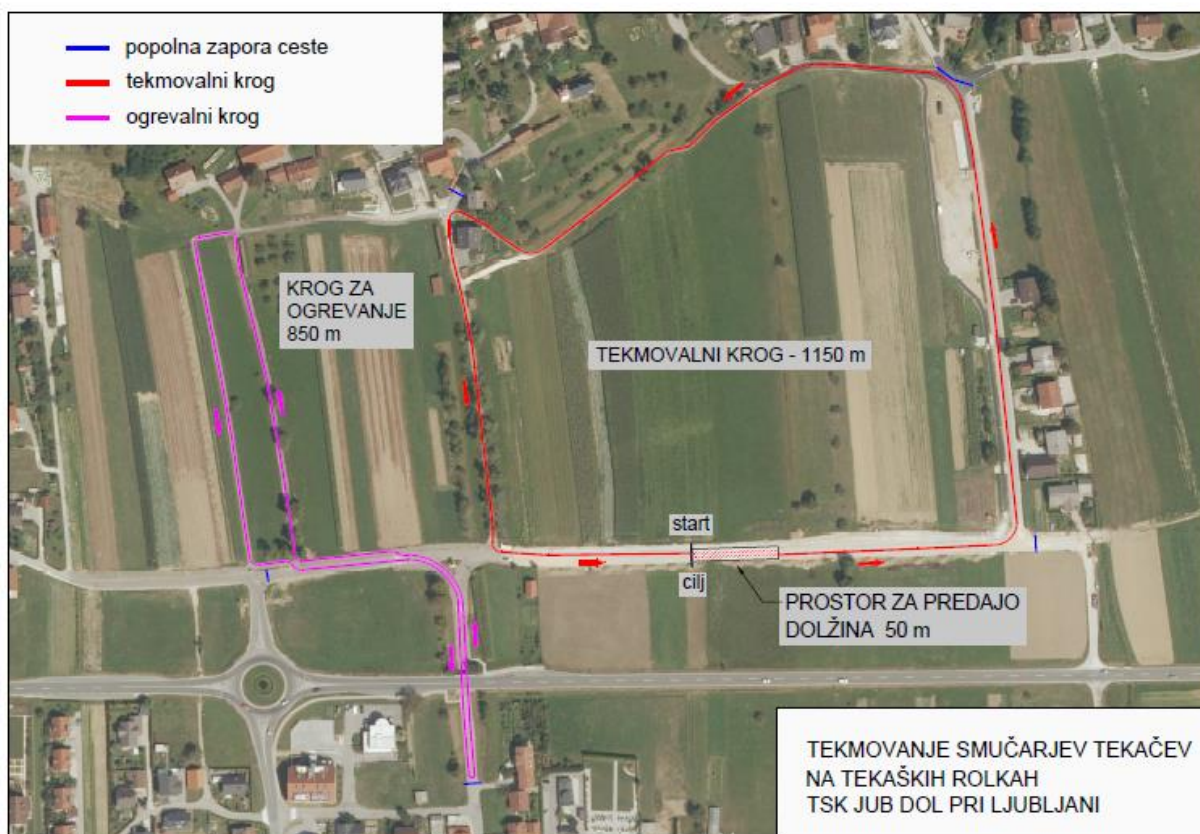 popolna zapora ceste
tekmovalni krog
ogrevalni krog
KROG ZA
OGREVANJE
850 m
TEKMOVALNI KROG - 1150 m
start
cilj
PROSTOR ZA PREDAJO
DOLŽINA 50 m
TEKMOVANJE SMUČARJEV TEKAČEV
NA TEKAŠKIH ROLKAH
TSK JUB DOL PRI LJUBLJANI